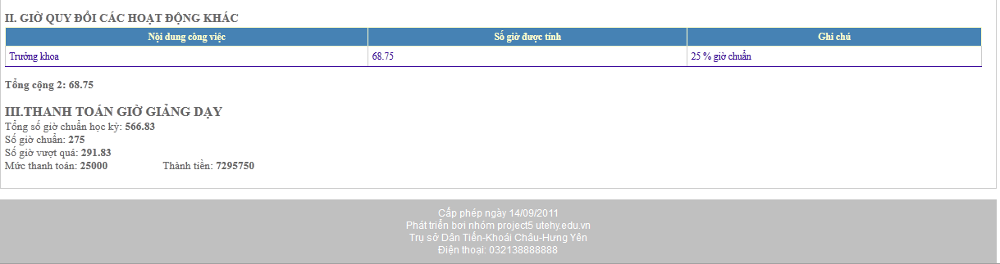 II. GIỜ QUY ĐỔI CÁC HOẠT ĐỘNG KHÁC
Nội dung công việc Số giờ được tính Ghi chú
Trưởng khoa 68.75 25 % giờ chuẩn
Tổng cộng 2: 68.75
III.THANH TOÁN GIỜ GIẢNG DẠY
Tổng số giờ chuẩn học kỳ: 566.83
Số giờ chuẩn: 275
Số giờ vượt quá: 291.83
Mức thanh toán: 25000 Thành tiền: 7295750
Cấp phép ngày 14/09/2011
Phát triển bơi nhóm project5 utehy.edu.vn
Trụ sở Dân Tiến-Khoái Châu-Hưng Yên
Điện thoại: 032138888888